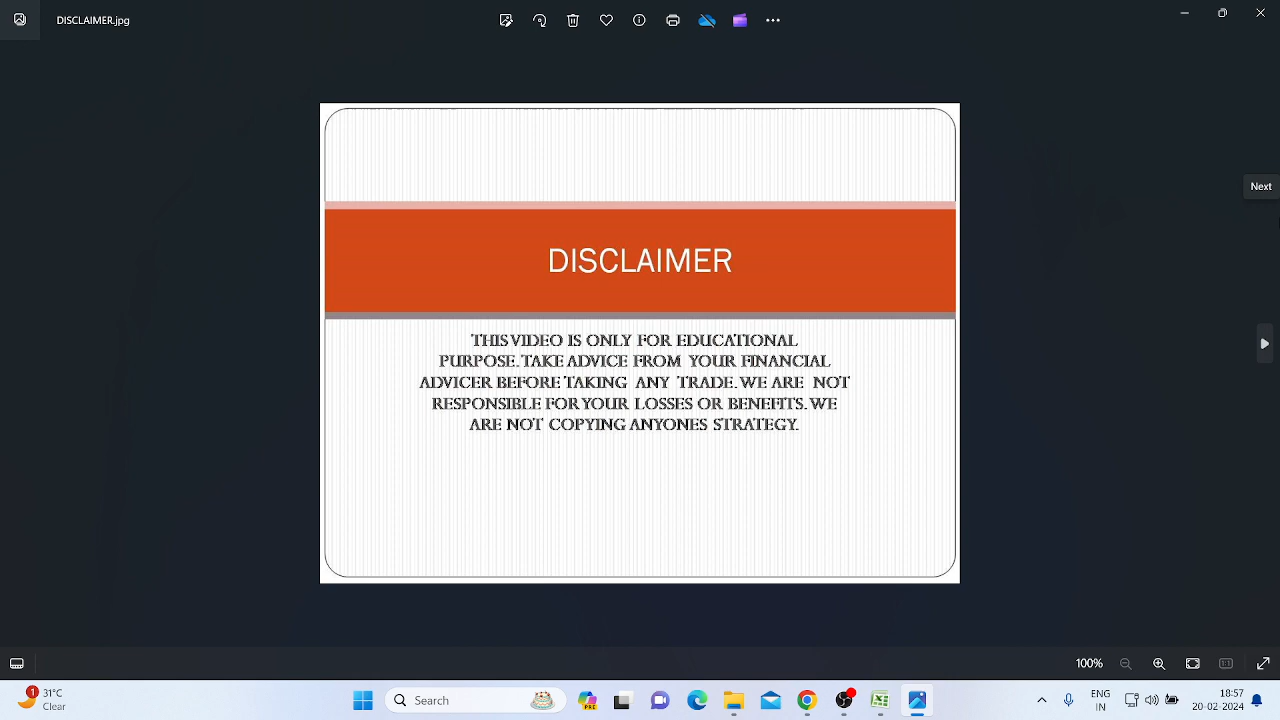 DISCLAIMER.jpg
Next
DISCLAIMER
THIS VIDEO IS ONLY FOR EDUCATIONAL
PURPOSE. TAKE ADVICE FROM YOUR FINANCIAL
ADVICER BEFORE TAKING ANY TRADE. WE ARE NOT
RESPONSIBLE FOR YOUR LOSSES OR BENEFITS. WE
ARE NOT COPYING ANYONES STRATEGY.
100%
1
31°C
Clear
Search
PRE
ENG
IN
18:57
20-02-2024